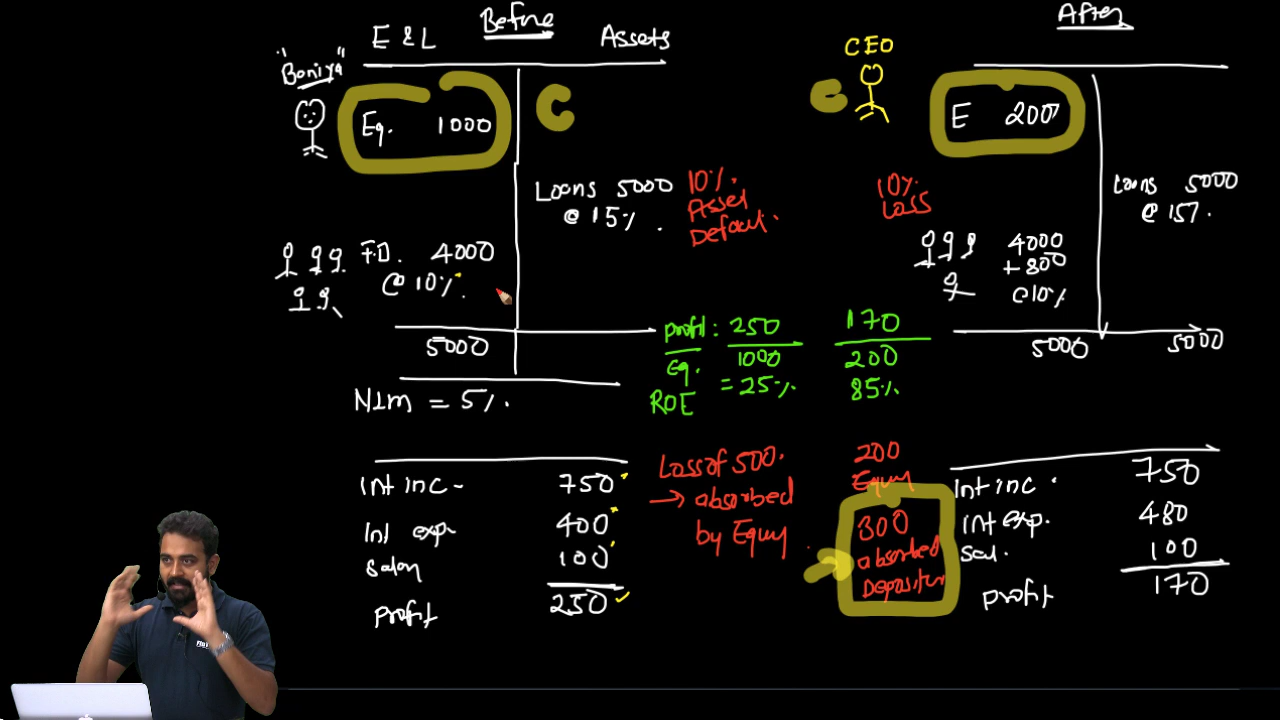 Before
After
E & L
Assets
CEO
"Baniya"
Eq. 1000
E 200
Loans 5000
@ 15%.
10%.
Asset
Default.
10%.
Loss
Loans 5000
@ 15%.
F.D. 4000
@ 10%.
4000
+ 800
@10%
5000
profit : 250
Eq. 1000
ROE = 25%
170
200
85%
5000
5000
NIM = 5%.
Int inc - 750
Int exp. 400
Salary 100
profit 250
Loss of 500.
→ absorbed
by Equity
200
Equity
300
absorbed
Depositor
Int inc. 750
Int exp. 480
Sal. 100
profit 170